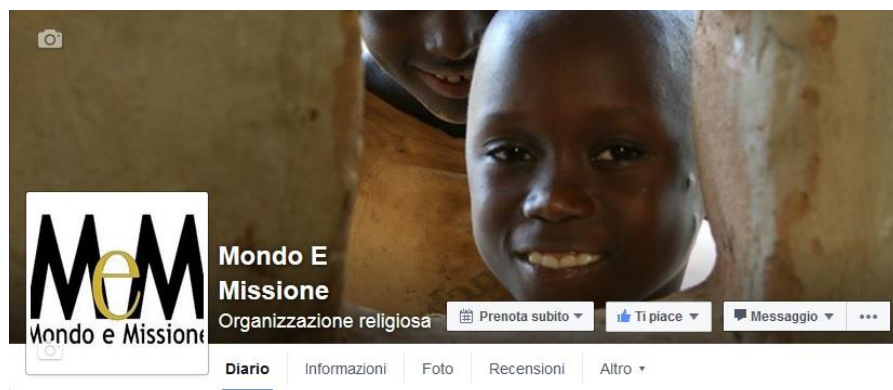 MeM
Mondo e Missione
Mondo E
Missione
Organizzazione religiosa
Prenota subito
Ti piace
Messaggio
Diario
Informazioni
Foto
Recensioni
Altro